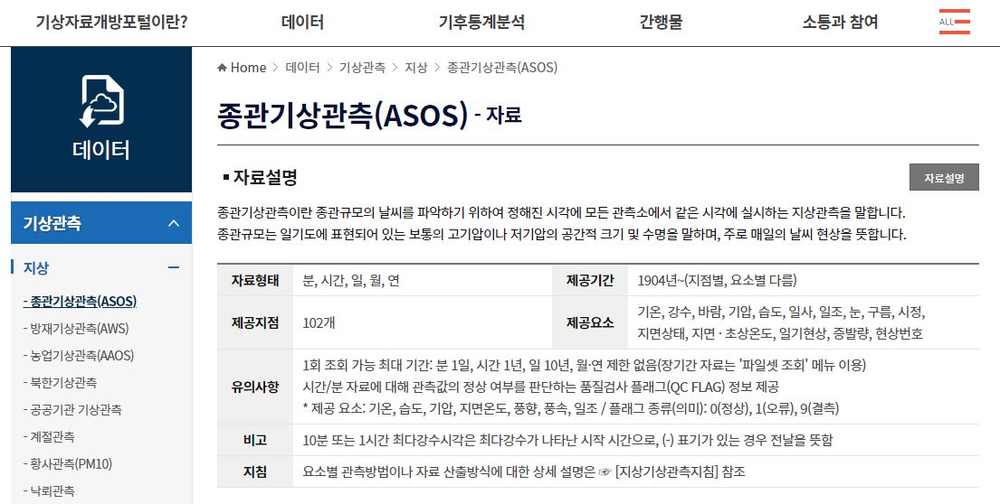 기상자료개방포털이란? 데이터 기후통계분석 간행물 소통과 참여 ALL
Home > 데이터 > 기상관측 > 지상 > 종관기상관측(ASOS)
데이터
종관기상관측(ASOS) - 자료
기상관측
지상
- 종관기상관측(ASOS)
- 방재기상관측(AWS)
- 농업기상관측(AAOS)
- 북한기상관측
- 공공기관 기상관측
- 계절관측
- 황사관측(PM10)
- 낙뢰관측
▪ 자료설명 자료설명
종관기상관측이란 종관규모의 날씨를 파악하기 위하여 정해진 시각에 모든 관측소에서 같은 시각에 실시하는 지상관측을 말합니다.
종관규모는 일기도에 표현되어 있는 보통의 고기압이나 저기압의 공간적 크기 및 수명을 말하며, 주로 매일의 날씨 현상을 뜻합니다.
자료형태 분, 시간, 일, 월, 연 제공기간 1904년~(지점별, 요소별 다름)
제공지점 102개 제공요소 기온, 강수, 바람, 기압, 습도, 일사, 일조, 눈, 구름, 시정,
지면상태, 지면 · 초상온도, 일기현상, 증발량, 현상번호
유의사항 1회 조회 가능 최대 기간: 분 1일, 시간 1년, 일 10년, 월·연 제한 없음(장기간 자료는 '파일셋 조회' 메뉴 이용)
시간/분 자료에 대해 관측값의 정상 여부를 판단하는 품질검사 플래그(QC FLAG) 정보 제공
* 제공 요소: 기온, 습도, 기압, 지면온도, 풍향, 풍속, 일조 / 플래그 종류(의미): 0(정상), 1(오류), 9(결측)
비고 10분 또는 1시간 최다강수시각은 최다강수가 나타난 시작 시간으로, (-) 표기가 있는 경우 전날을 뜻함
지침 요소별 관측방법이나 자료 산출방식에 대한 상세 설명은 ☞ [지상기상관측지침] 참조